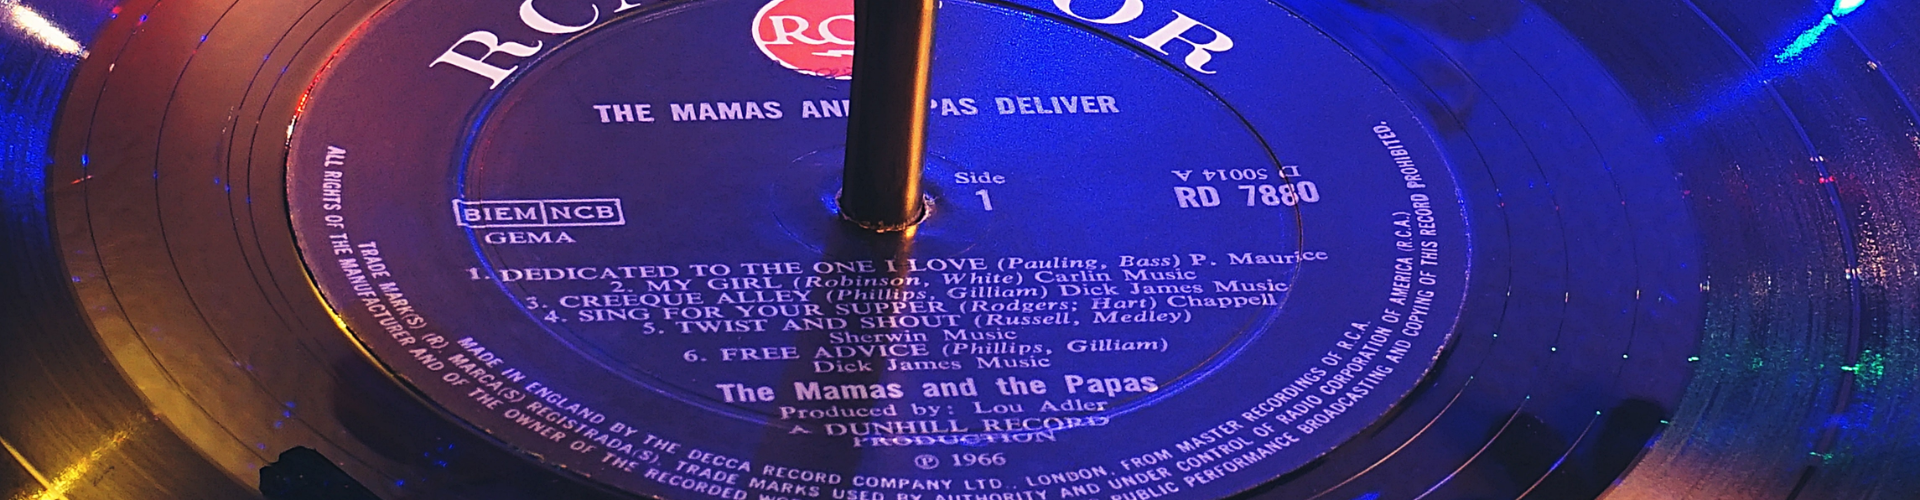 RC OR
RC
THE MAMAS AN PAS DELIVER
Side
1
D 50014 A
RD 7880
BIEM NCB
GEMA
1. DEDICATED TO THE ONE I LOVE (Pauling, Bass) P. Maurice
2. MY GIRL (Robinson, White) Carlin Music
3. CREEQUE ALLEY (Phillips, Gilliam) Dick James Music
4. SING FOR YOUR SUPPER (Rodgers; Hart) Chappell
5. TWIST AND SHOUT (Russell, Medley)
Sherwin Music
6. FREE ADVICE (Phillips, Gilliam)
Dick James Music
The Mamas and the Papas
Produced by: Lou Adler
A DUNHILL RECORD
PRODUCTION
℗ 1966
MADE IN ENGLAND BY THE DECCA RECORD COMPANY LTD., LONDON, FROM MASTER RECORDINGS OF R.C.A.
TRADE MARK(S) (R). MARCA(S) REGISTRADA(S). TRADE MARKS USED BY AUTHORITY AND UNDER CONTROL OF RADIO CORPORATION OF AMERICA (R.C.A.)
ALL RIGHTS OF THE MANUFACTURER AND OF THE OWNER OF THE RECORDED PUBLIC PERFORMANCE BROADCASTING AND COPYING OF THIS RECORD PROHIBITED.